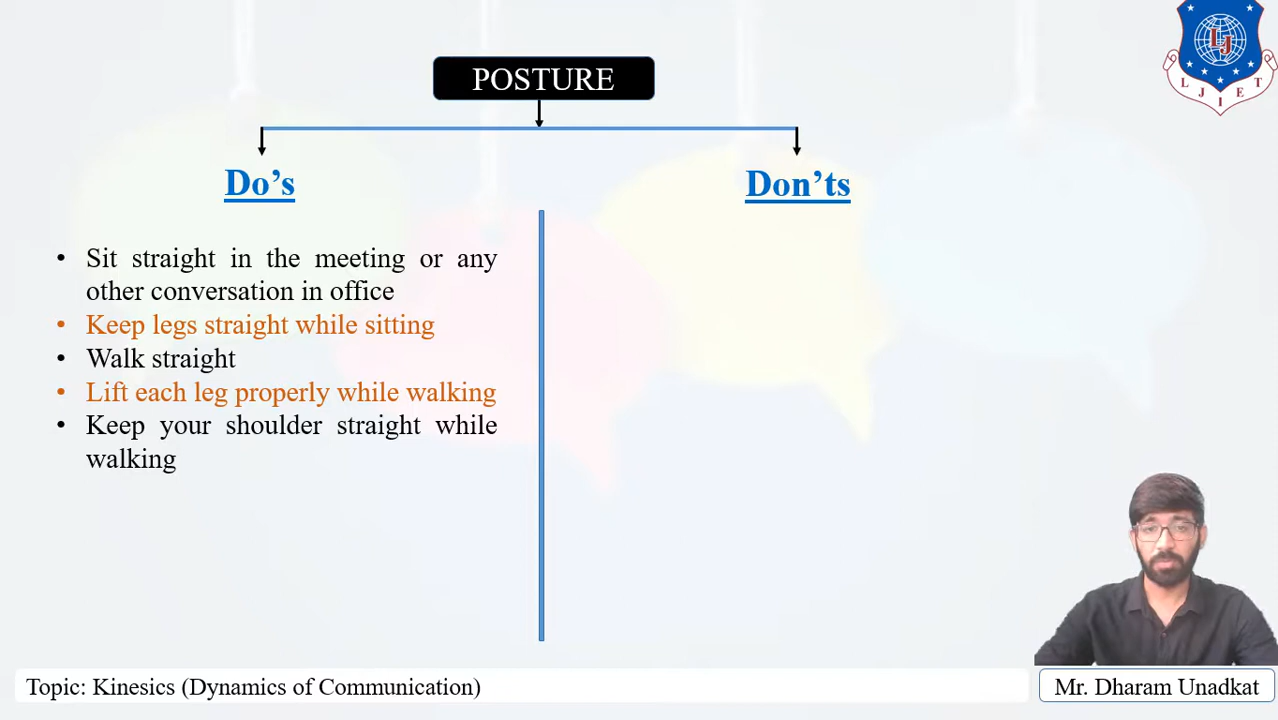 POSTURE
Do’s
Don’ts
• Sit straight in the meeting or any
other conversation in office
• Keep legs straight while sitting
• Walk straight
• Lift each leg properly while walking
• Keep your shoulder straight while
walking
LJ
L J I E T
Topic: Kinesics (Dynamics of Communication)
Mr. Dharam Unadkat